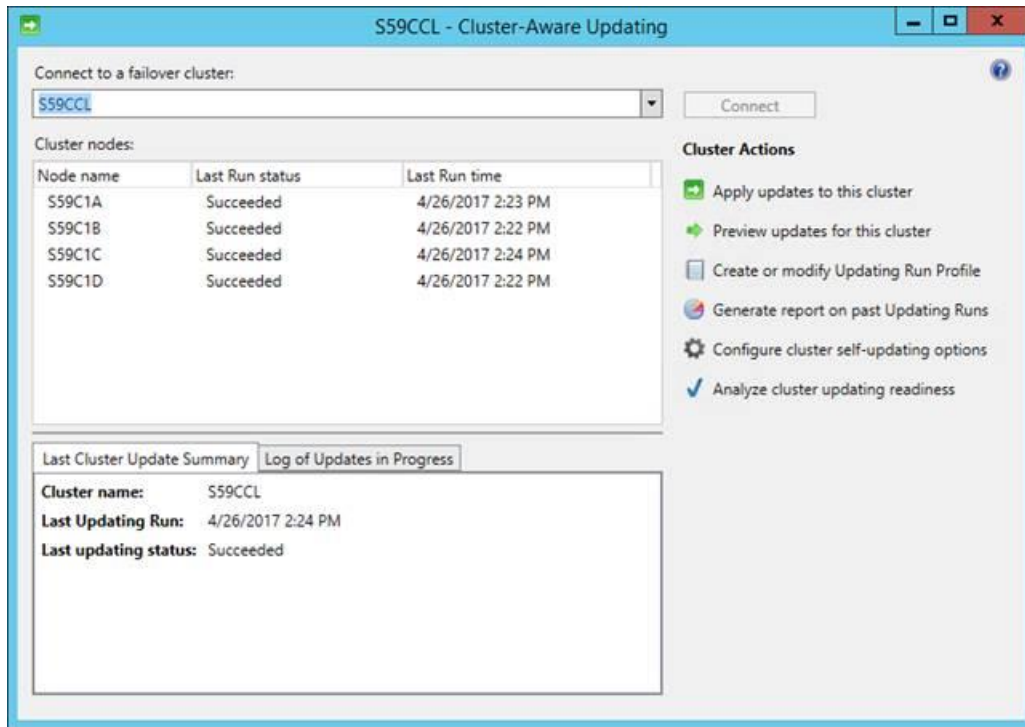 S59CCL - Cluster-Aware Updating
Connect to a failover cluster:
S59CCL
Connect
Cluster nodes:
Node name Last Run status Last Run time
S59C1A Succeeded 4/26/2017 2:23 PM
S59C1B Succeeded 4/26/2017 2:22 PM
S59C1C Succeeded 4/26/2017 2:24 PM
S59C1D Succeeded 4/26/2017 2:22 PM
Cluster Actions
Apply updates to this cluster
Preview updates for this cluster
Create or modify Updating Run Profile
Generate report on past Updating Runs
Configure cluster self-updating options
Analyze cluster updating readiness
Last Cluster Update Summary Log of Updates in Progress
Cluster name: S59CCL
Last Updating Run: 4/26/2017 2:24 PM
Last updating status: Succeeded